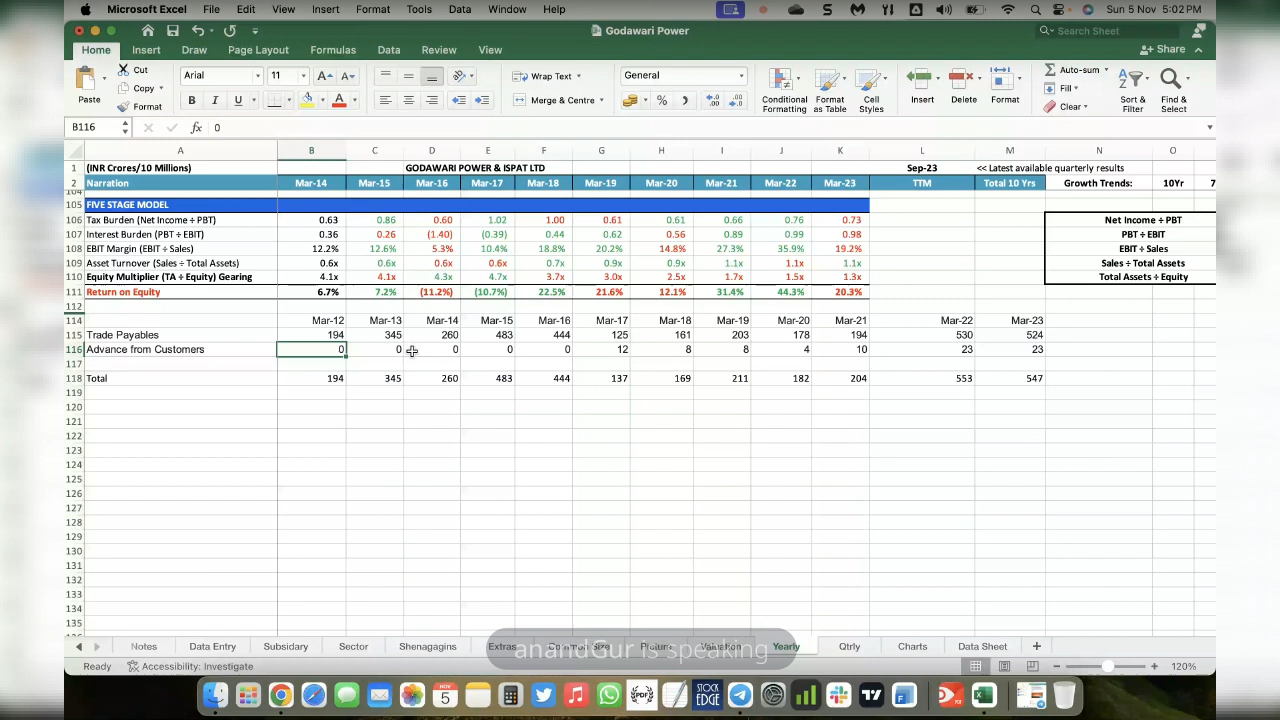 Excel File Edit View Insert Format Tools Data Window Help Sun 5 Nov 5:02 PM
Godawari Power Search Sheet
Home Insert Draw Page Layout Formulas Data Review View Share
Cut Arial 11 Wrap Text General Auto-sum
Copy Fill
Paste Format B I U A Merge & Centre % Conditional Formatting Format as Table Cell Styles Insert Delete Format Clear Sort & Filter Find & Select
B116 fx 0
A B C D E F G H I J K L M N O
1 (INR Crores/10 Millions) GODAWARI POWER & ISPAT LTD Sep-23 << Latest available quarterly results
2 Narration Mar-14 Mar-15 Mar-16 Mar-17 Mar-18 Mar-19 Mar-20 Mar-21 Mar-22 Mar-23 TTM Total 10 Yrs Growth Trends: 10Yr 7
104
105 FIVE STAGE MODEL
106 Tax Burden (Net Income ÷ PBT) 0.63 0.86 0.60 1.02 1.00 0.61 0.61 0.66 0.76 0.73 Net Income ÷ PBT
107 Interest Burden (PBT ÷ EBIT) 0.36 0.26 (1.40) (0.39) 0.44 0.62 0.56 0.89 0.99 0.98 PBT ÷ EBIT
108 EBIT Margin (EBIT ÷ Sales) 12.2% 12.6% 5.3% 10.4% 18.8% 20.2% 14.8% 27.3% 35.9% 19.2% EBIT ÷ Sales
109 Asset Turnover (Sales ÷ Total Assets) 0.6x 0.6x 0.6x 0.6x 0.7x 0.9x 0.9x 1.1x 1.1x 1.1x Sales ÷ Total Assets
110 Equity Multiplier (TA ÷ Equity) Gearing 4.1x 4.1x 4.3x 4.7x 3.7x 3.0x 2.5x 1.7x 1.5x 1.3x Total Assets ÷ Equity
111 Return on Equity 6.7% 7.2% (11.2%) (10.7%) 22.5% 21.6% 12.1% 31.4% 44.3% 20.3%
112
114 Mar-12 Mar-13 Mar-14 Mar-15 Mar-16 Mar-17 Mar-18 Mar-19 Mar-20 Mar-21 Mar-22 Mar-23
115 Trade Payables 194 345 260 483 444 125 161 203 178 194 530 524
116 Advance from Customers 0 0 0 0 0 12 8 8 4 10 23 23
117
118 Total 194 345 260 483 444 137 169 211 182 204 553 547
119
120
121
122
123
124
125
126
127
128
129
130
131
132
133
134
135
Notes Data Entry Subsidary Sector Shenagagins Extras Common Size Picture Valuation Yearly Qtrly Charts Data Sheet +
anandGur is speaking
Ready Accessibility: Investigate 120%
NOV 5 PDF STOCK EDGE